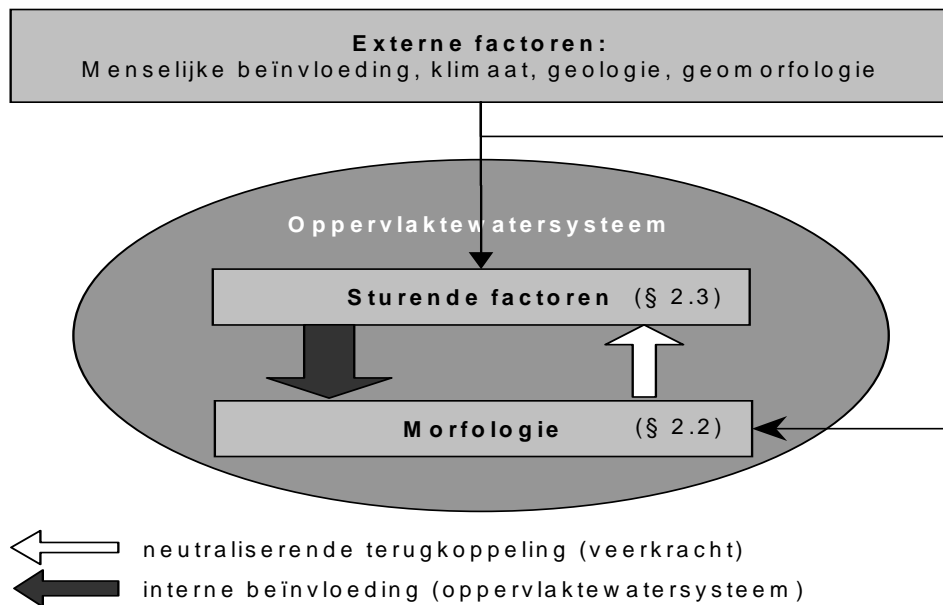 Externe factoren:
Menselijke beïnvloeding, klimaat, geologie, geomorfologie
Oppervlaktewatersysteem
Sturende factoren (§ 2.3)
Morfologie (§ 2.2)
neutraliserende terugkoppeling (veerkracht)
interne beïnvloeding (oppervlaktewatersysteem)